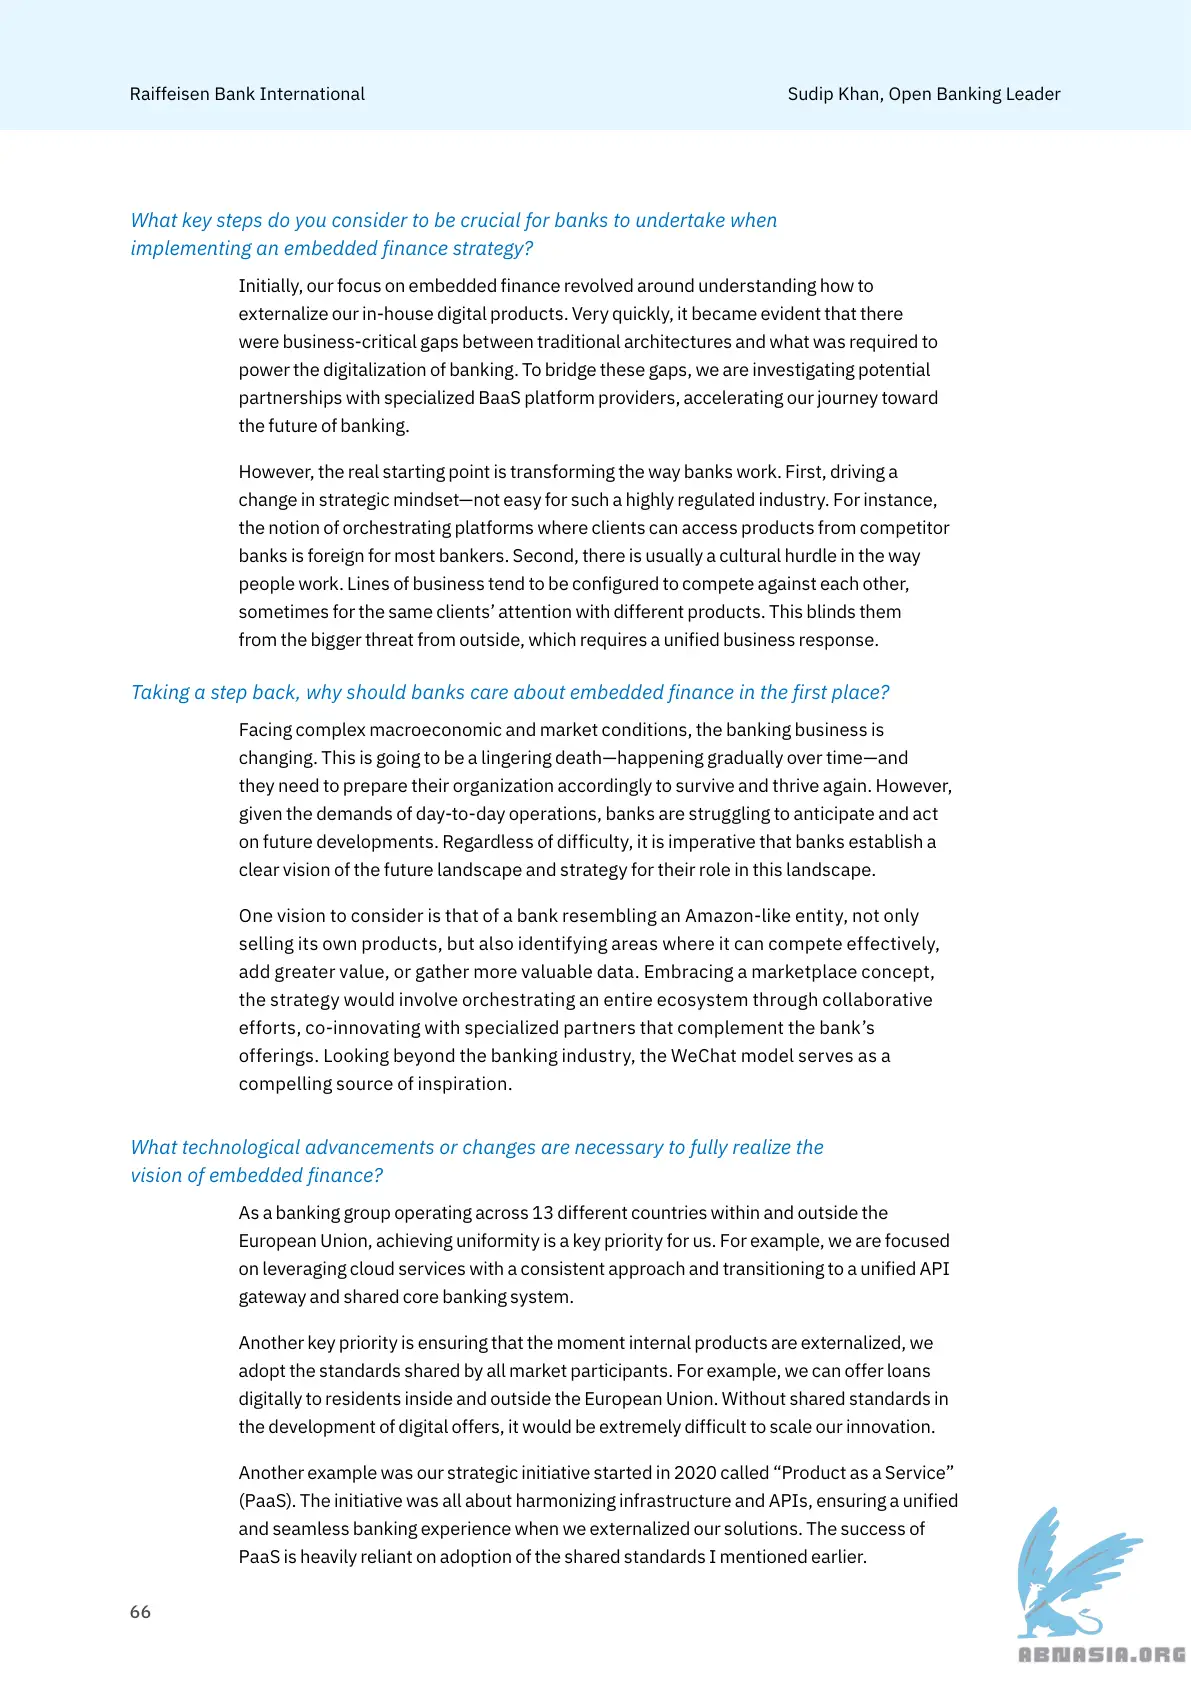 Raiffeisen Bank International
Sudip Khan, Open Banking Leader
What key steps do you consider to be crucial for banks to undertake when
implementing an embedded finance strategy?
Initially, our focus on embedded finance revolved around understanding how to
externalize our in-house digital products. Very quickly, it became evident that there
were business-critical gaps between traditional architectures and what was required to
power the digitalization of banking. To bridge these gaps, we are investigating potential
partnerships with specialized BaaS platform providers, accelerating our journey toward
the future of banking.
However, the real starting point is transforming the way banks work. First, driving a
change in strategic mindset—not easy for such a highly regulated industry. For instance,
the notion of orchestrating platforms where clients can access products from competitor
banks is foreign for most bankers. Second, there is usually a cultural hurdle in the way
people work. Lines of business tend to be configured to compete against each other,
sometimes for the same clients’ attention with different products. This blinds them
from the bigger threat from outside, which requires a unified business response.
Taking a step back, why should banks care about embedded finance in the first place?
Facing complex macroeconomic and market conditions, the banking business is
changing. This is going to be a lingering death—happening gradually over time—and
they need to prepare their organization accordingly to survive and thrive again. However,
given the demands of day-to-day operations, banks are struggling to anticipate and act
on future developments. Regardless of difficulty, it is imperative that banks establish a
clear vision of the future landscape and strategy for their role in this landscape.
One vision to consider is that of a bank resembling an Amazon-like entity, not only
selling its own products, but also identifying areas where it can compete effectively,
add greater value, or gather more valuable data. Embracing a marketplace concept,
the strategy would involve orchestrating an entire ecosystem through collaborative
efforts, co-innovating with specialized partners that complement the bank’s
offerings. Looking beyond the banking industry, the WeChat model serves as a
compelling source of inspiration.
What technological advancements or changes are necessary to fully realize the
vision of embedded finance?
As a banking group operating across 13 different countries within and outside the
European Union, achieving uniformity is a key priority for us. For example, we are focused
on leveraging cloud services with a consistent approach and transitioning to a unified API
gateway and shared core banking system.
Another key priority is ensuring that the moment internal products are externalized, we
adopt the standards shared by all market participants. For example, we can offer loans
digitally to residents inside and outside the European Union. Without shared standards in
the development of digital offers, it would be extremely difficult to scale our innovation.
Another example was our strategic initiative started in 2020 called “Product as a Service”
(PaaS). The initiative was all about harmonizing infrastructure and APIs, ensuring a unified
and seamless banking experience when we externalized our solutions. The success of
PaaS is heavily reliant on adoption of the shared standards I mentioned earlier.
66
ABNASIA.ORG